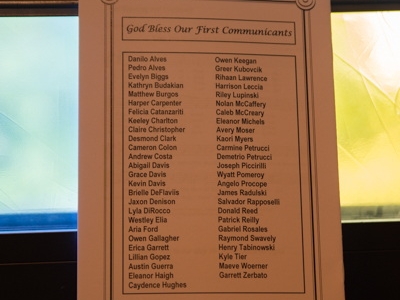 God Bless Our First Communicants
Danilo Alves
Pedro Alves
Evelyn Biggs
Kathryn Budakian
Matthew Burgos
Harper Carpenter
Felicia Catanzariti
Keeley Charlton
Claire Christopher
Desmond Clark
Cameron Colon
Andrew Costa
Abigail Davis
Grace Davis
Kevin Davis
Brielle DeFlaviis
Jaxon Denison
Lyla DiRocco
Westley Elia
Aria Ford
Owen Gallagher
Erica Garrett
Lillian Gopez
Austin Guerra
Eleanor Haigh
Caydence Hughes
Owen Keegan
Greer Kubovcik
Rihaan Lawrence
Harrison Leccia
Riley Lupinski
Nolan McCaffery
Caleb McCreary
Eleanor Michels
Avery Moser
Kaori Myers
Carmine Petrucci
Demetrio Petrucci
Joseph Piccirilli
Wyatt Pomeroy
Angelo Procope
James Radulski
Salvador Rapposelli
Donald Reed
Patrick Reilly
Gabriel Rosales
Raymond Swavely
Henry Tabinowski
Kyle Tier
Maeve Woerner
Garrett Zerbato